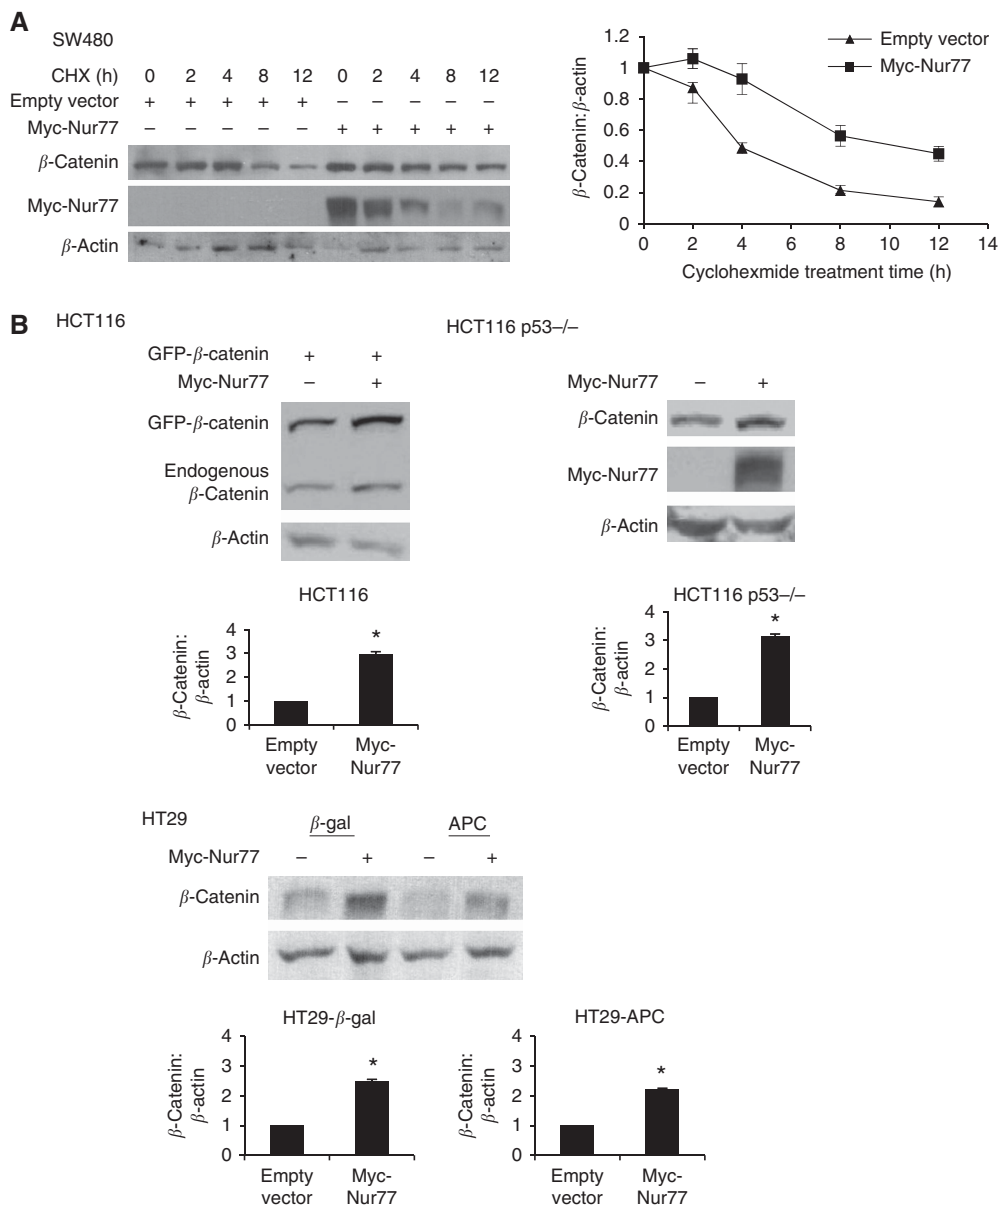 A
SW480
CHX (h) 0 2 4 8 12 0 2 4 8 12
Empty vector + + + + + – – – – –
Myc-Nur77 – – – – – + + + + +
β-Catenin
Myc-Nur77
β-Actin
β-Catenin:β-actin
1.2
1
0.8
0.6
0.4
0.2
0
0 2 4 6 8 10 12 14
Cyclohexmide treatment time (h)
Empty vector
Myc-Nur77
B
HCT116
GFP-β-catenin + +
Myc-Nur77 – +
GFP-β-catenin
Endogenous
β-Catenin
β-Actin
HCT116 p53–/–
Myc-Nur77 – +
β-Catenin
Myc-Nur77
β-Actin
HCT116
β-Catenin:
β-actin
4
3
2
1
0
*
Empty
vector
Myc-
Nur77
HCT116 p53–/–
β-Catenin:
β-actin
4
3
2
1
0
*
Empty
vector
Myc-
Nur77
HT29
β-gal APC
Myc-Nur77 – + – +
β-Catenin
β-Actin
HT29-β-gal
β-Catenin:
β-actin
4
3
2
1
0
*
Empty
vector
Myc-
Nur77
HT29-APC
β-Catenin:
β-actin
4
3
2
1
0
*
Empty
vector
Myc-
Nur77